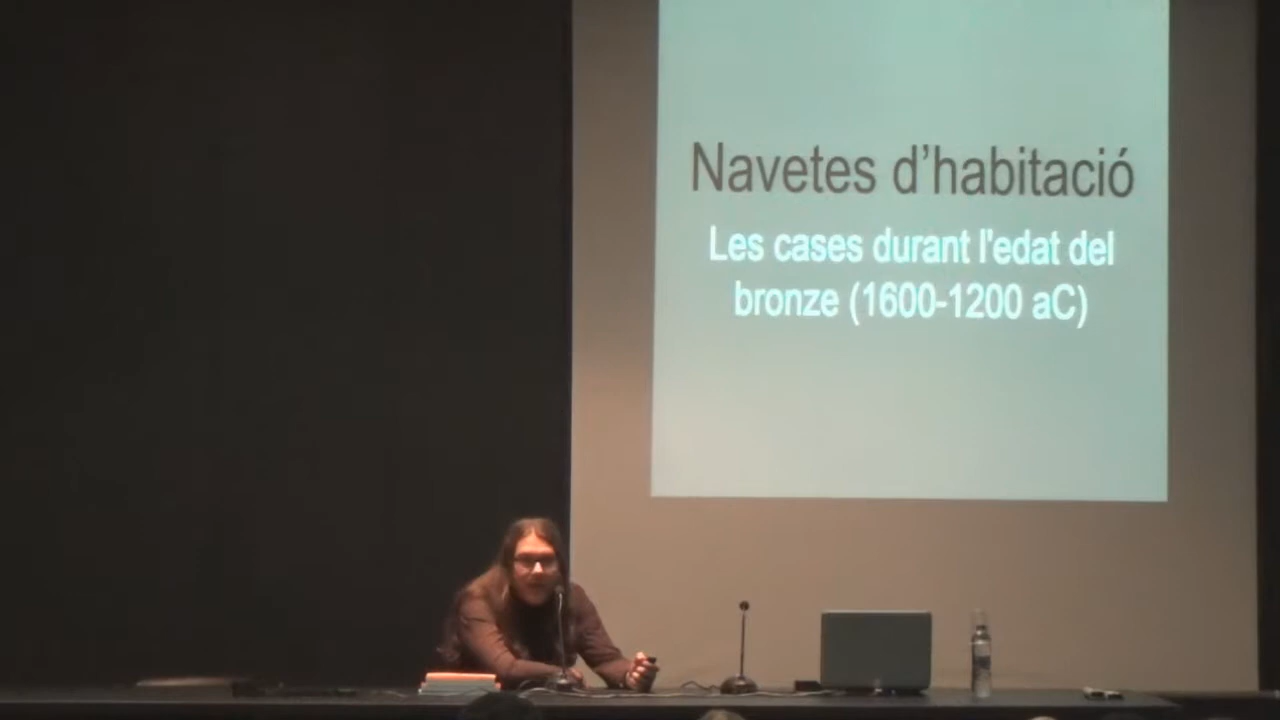 Navetes d’habitació
Les cases durant l'edat del
bronze (1600-1200 aC)